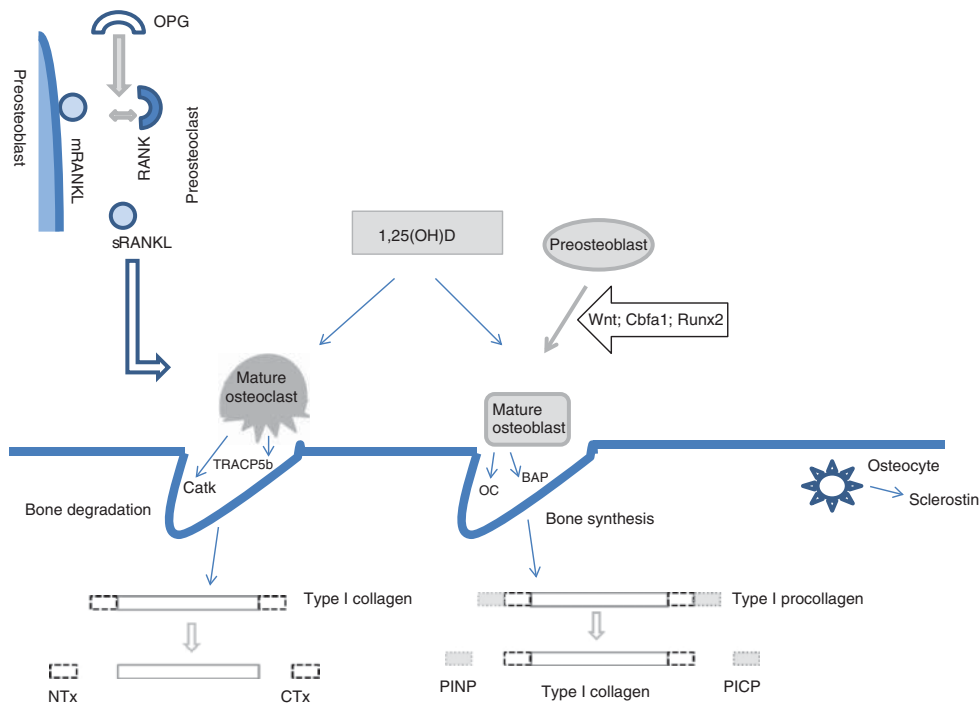 OPG
Preosteoblast
mRANKL
RANK
Preosteoclast
sRANKL
1,25(OH)D
Preosteoblast
Wnt; Cbfa1; Runx2
Mature
osteoclast
Mature
osteoblast
TRACP5b
Catk
OC
BAP
Bone degradation
Bone synthesis
Osteocyte
Sclerostin
Type I collagen
Type I procollagen
NTx
CTx
PINP
Type I collagen
PICP